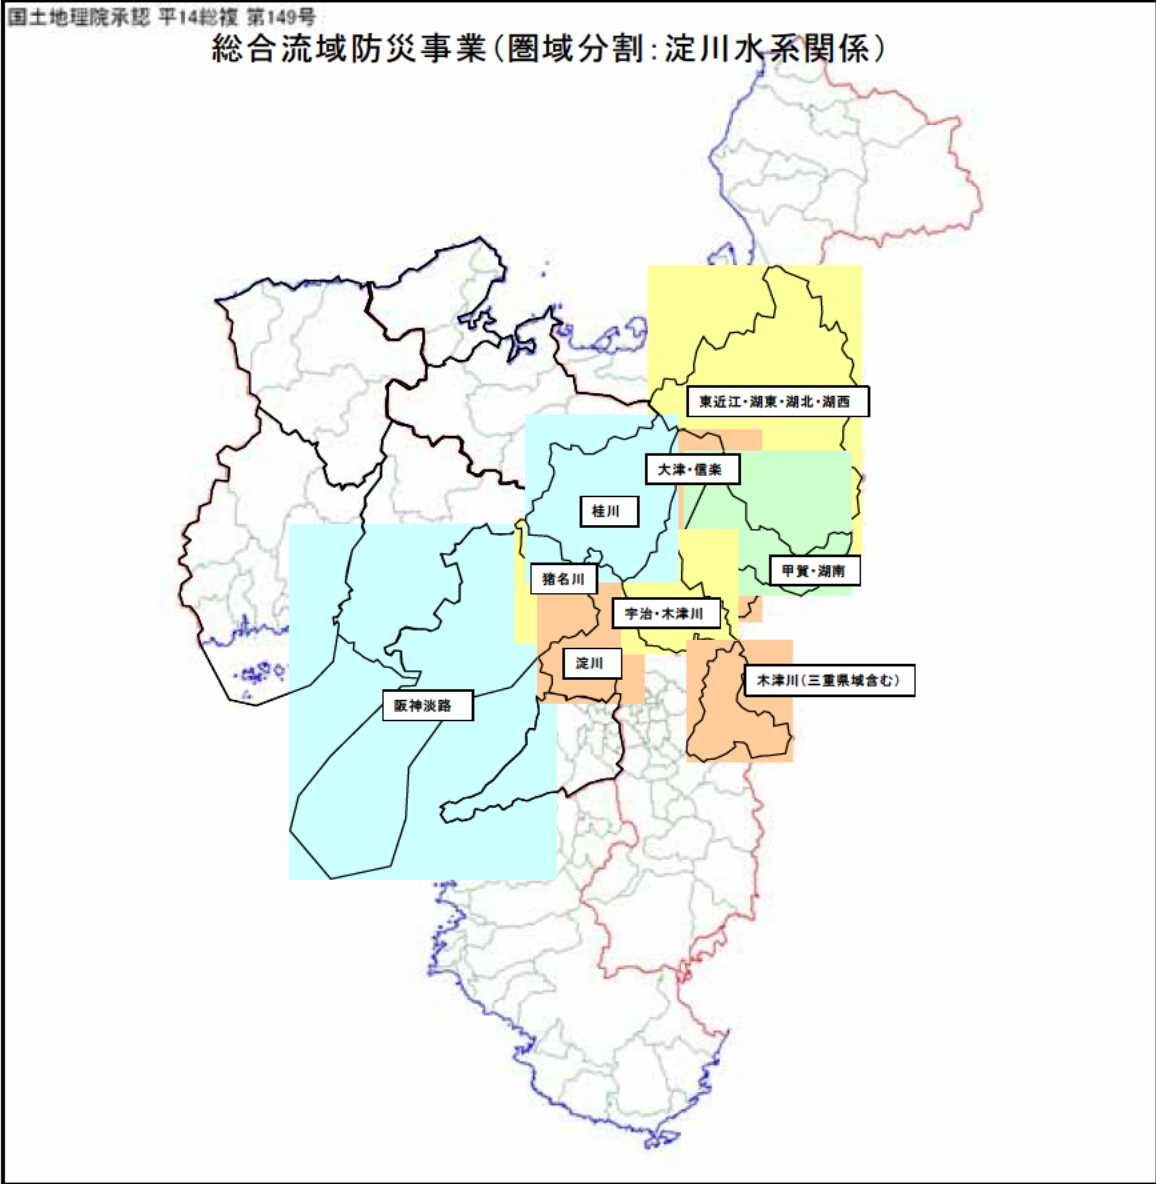 国土地理院承認 平14総複 第149号
総合流域防災事業(圏域分割:淀川水系関係)
東近江・湖東・湖北・湖西
大津・信楽
桂川
甲賀・湖南
猪名川
宇治・木津川
淀川
木津川(三重県域含む)
阪神淡路